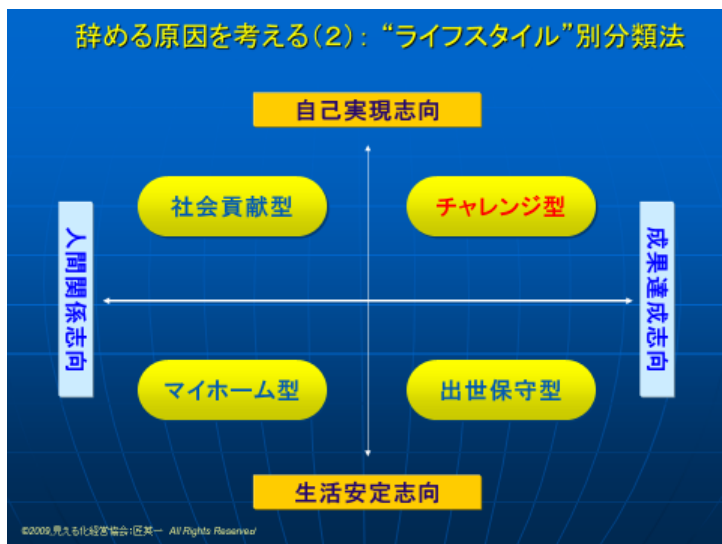 辞める原因を考える(2): “ライフスタイル”別分類法
自己実現志向
社会貢献型
チャレンジ型
人間関係志向
成果達成志向
マイホーム型
出世保守型
生活安定志向
©2009,見える化経営協会:匠英一 All Rights Reserved